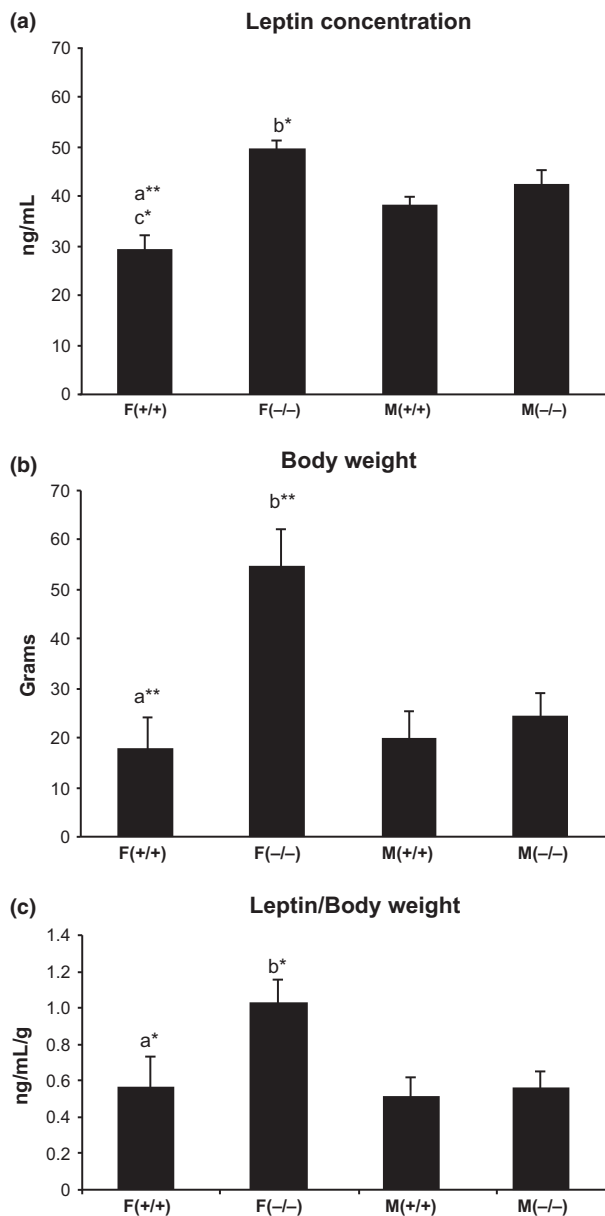 (a) Leptin concentration
70
60
50
40
30
20
10
0
ng/mL
a**
c*
b*
F(+/+) F(–/–) M(+/+) M(–/–)
(b) Body weight
70
60
50
40
30
20
10
0
Grams
a**
b**
F(+/+) F(–/–) M(+/+) M(–/–)
(c) Leptin/Body weight
1.4
1.2
1.0
0.8
0.6
0.4
0.2
0
ng/mL/g
a*
b*
F(+/+) F(–/–) M(+/+) M(–/–)